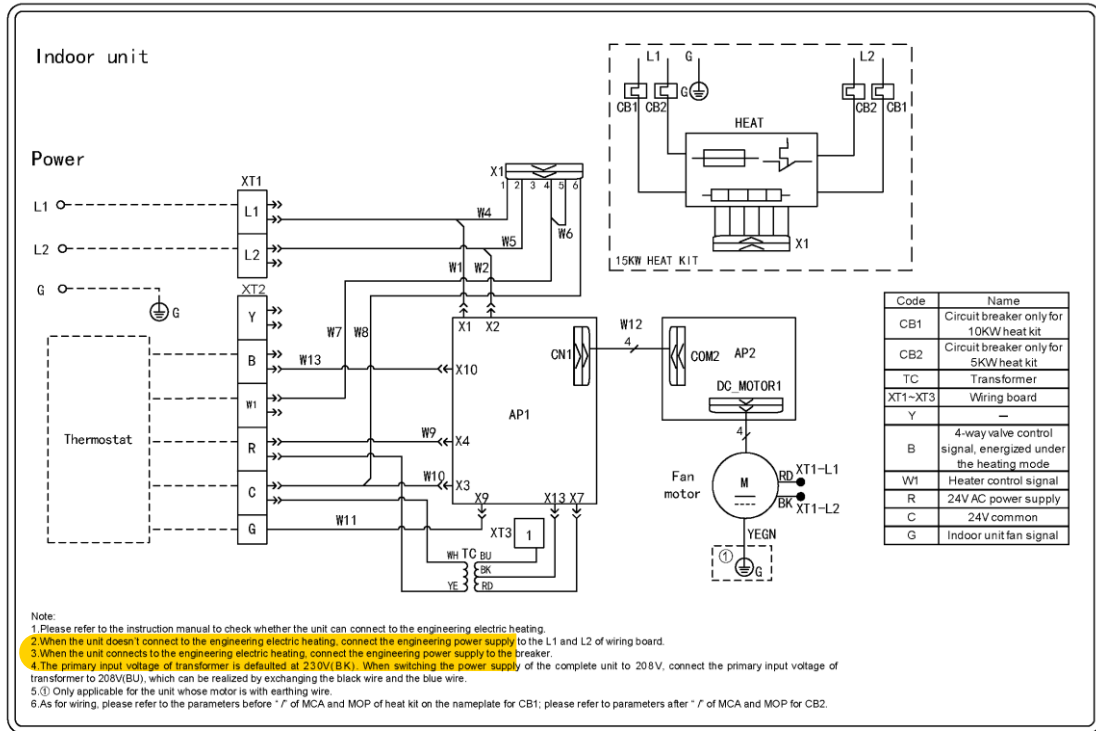 Indoor unit
Power
L1
L2
G
G
XT1
L1
L2
XT2
Y
B
W1
R
C
G
Thermostat
X1
1 2 3 4 5 6
W4
W5
W6
W1
W2
W7
W8
W13
W9
W10
W11
X1
X2
X10
X4
X3
X9
X13
X7
CN1
AP1
XT3
1
WH
TC
BU
BK
YE
RD
W12
4
COM2
AP2
DC_MOTOR1
4
Fan
motor
M
RD
XT1-L1
BK
XT1-L2
YEGN
①
G
L1
G
L2
CB1
CB2
G
CB2
CB1
HEAT
X1
15KW HEAT KIT
Code Name
CB1 Circuit breaker only for
10KW heat kit
CB2 Circuit breaker only for
5KW heat kit
TC Transformer
XT1~XT3 Wiring board
Y —
B 4-way valve control
signal, energized under
the heating mode
W1 Heater control signal
R 24V AC power supply
C 24V common
G Indoor unit fan signal
Note:
1.Please refer to the instruction manual to check whether the unit can connect to the engineering electric heating.
2.When the unit doesn't connect to the engineering electric heating, connect the engineering power supply to the L1 and L2 of wiring board.
3.When the unit connects to the engineering electric heating, connect the engineering power supply to the breaker.
4.The primary input voltage of transformer is defaulted at 230V(BK). When switching the power supply of the complete unit to 208V, connect the primary input voltage of
transformer to 208V(BU), which can be realized by exchanging the black wire and the blue wire.
5.① Only applicable for the unit whose motor is with earthing wire.
6.As for wiring, please refer to the parameters before "/" of MCA and MOP of heat kit on the nameplate for CB1; please refer to parameters after "/" of MCA and MOP for CB2.